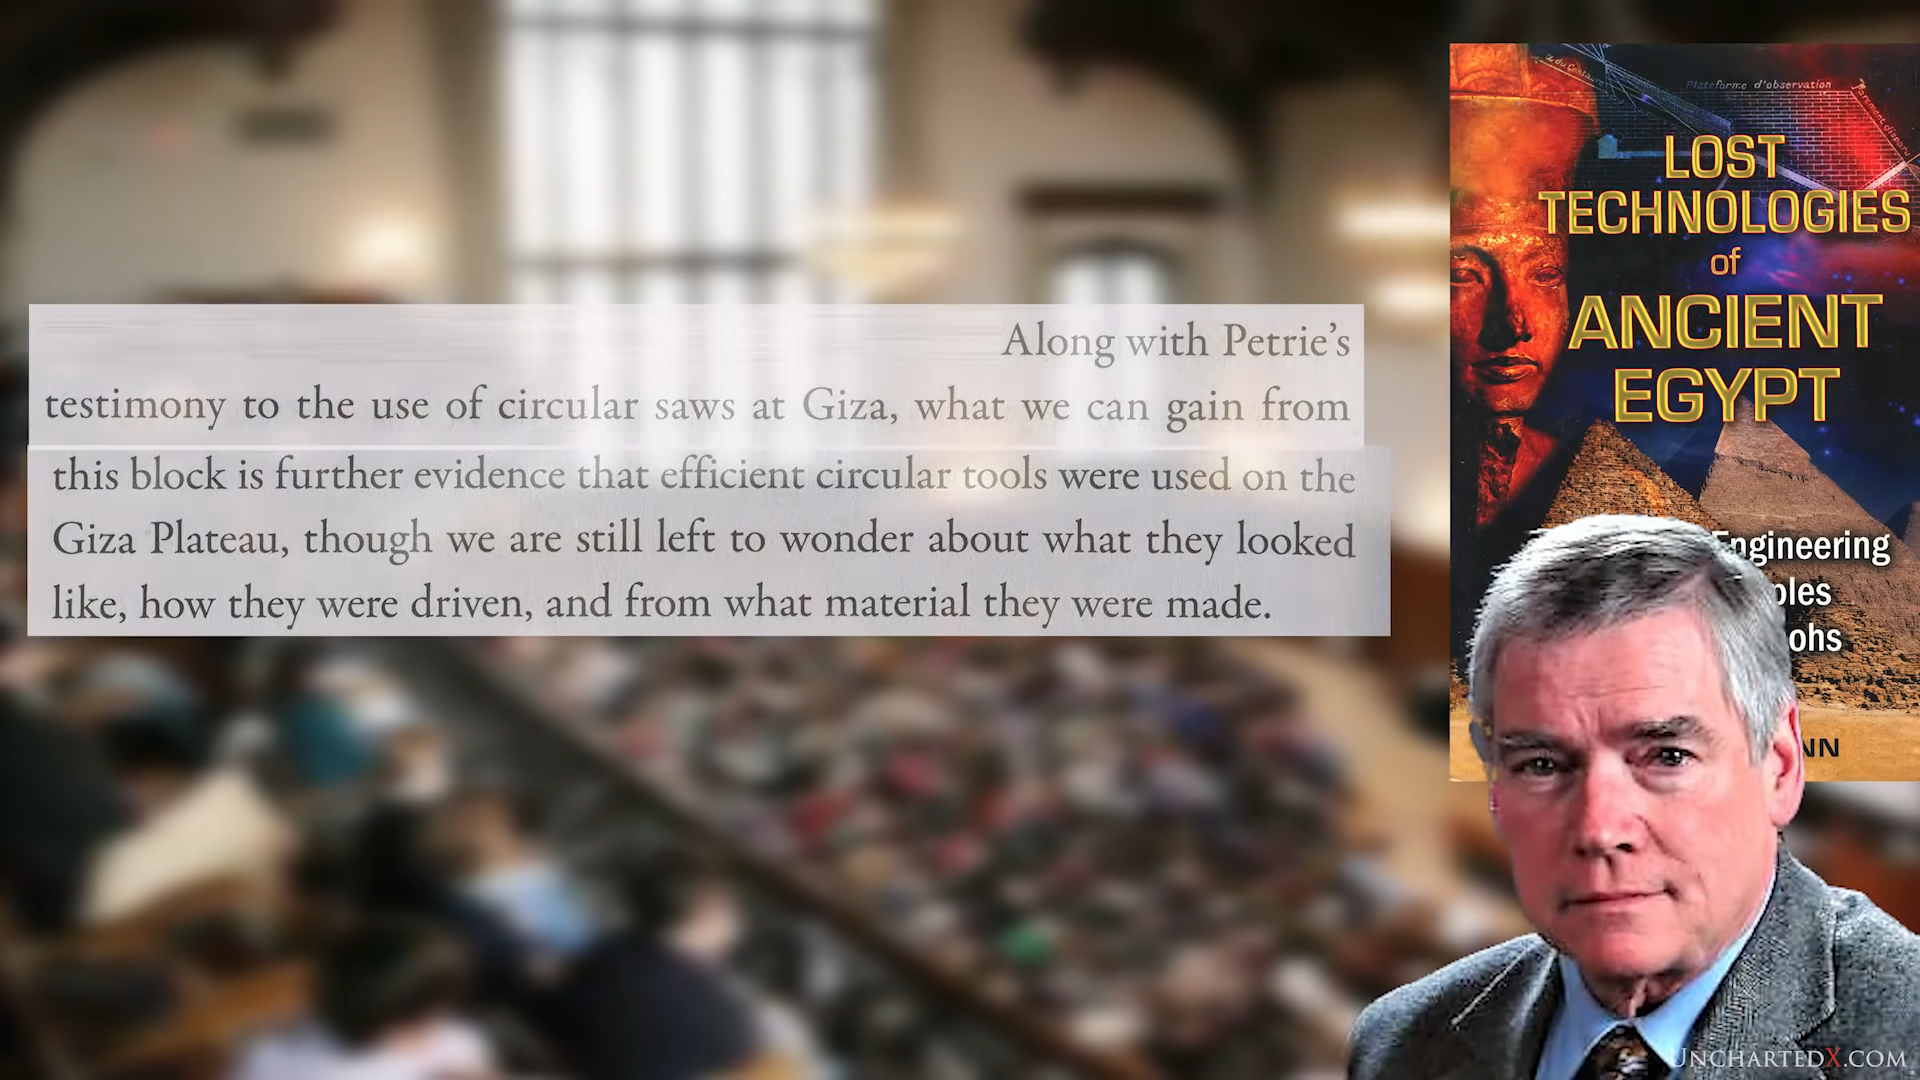 Along with Petrie's
testimony to the use of circular saws at Giza, what we can gain from
this block is further evidence that efficient circular tools were used on the
Giza Plateau, though we are still left to wonder about what they looked
like, how they were driven, and from what material they were made.
Plateforme d'observation
LOST
TECHNOLOGIES
of
ANCIENT
EGYPT
Engineering
UNCHARTEDX.COM